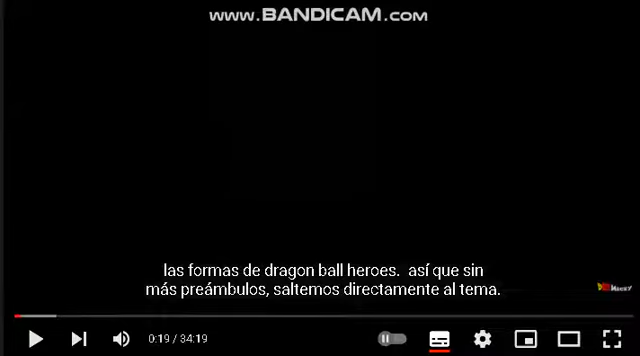 www.BANDICAM.com
las formas de dragon ball heroes.  así que sin
más preámbulos, saltemos directamente al tema.
0:19 / 34:19